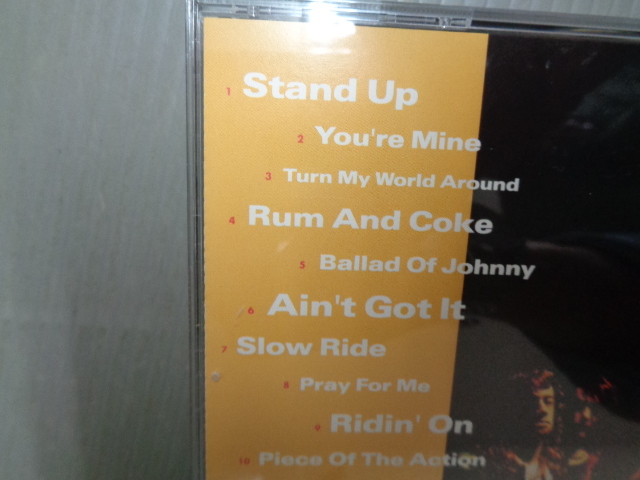 1 Stand Up
2 You're Mine
3 Turn My World Around
4 Rum And Coke
5 Ballad Of Johnny
6 Ain't Got It
7 Slow Ride
8 Pray For Me
9 Ridin' On
10 Piece Of The Action